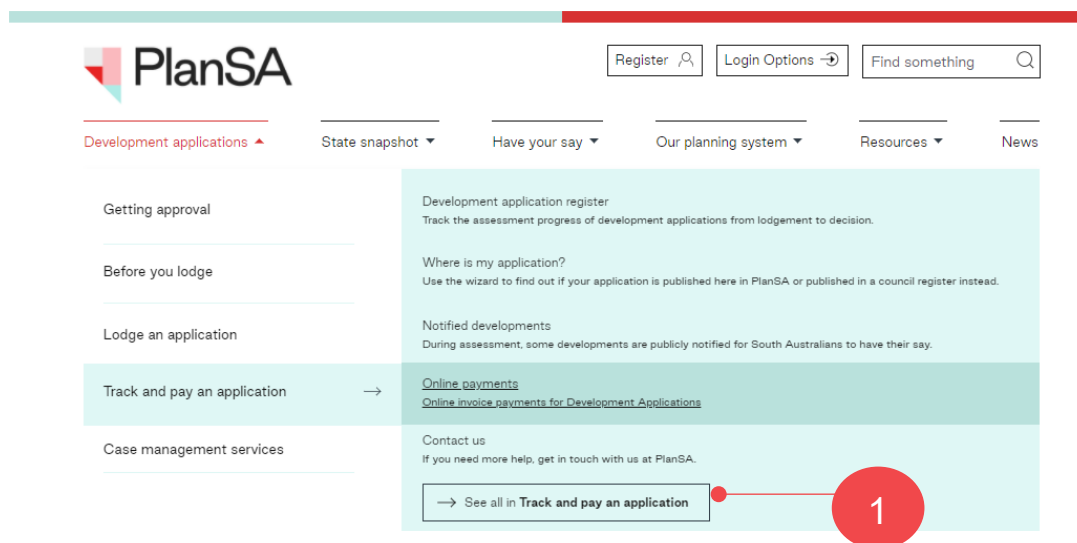 PlanSA
Register
Login Options
Find something
Development applications
State snapshot
Have your say
Our planning system
Resources
News
Getting approval
Before you lodge
Lodge an application
Track and pay an application
Case management services
Development application register
Track the assessment progress of development applications from lodgement to decision.
Where is my application?
Use the wizard to find out if your application is published here in PlanSA or published in a council register instead.
Notified developments
During assessment, some developments are publicly notified for South Australians to have their say.
Online payments
Online invoice payments for Development Applications
Contact us
If you need more help, get in touch with us at PlanSA.
See all in Track and pay an application
1